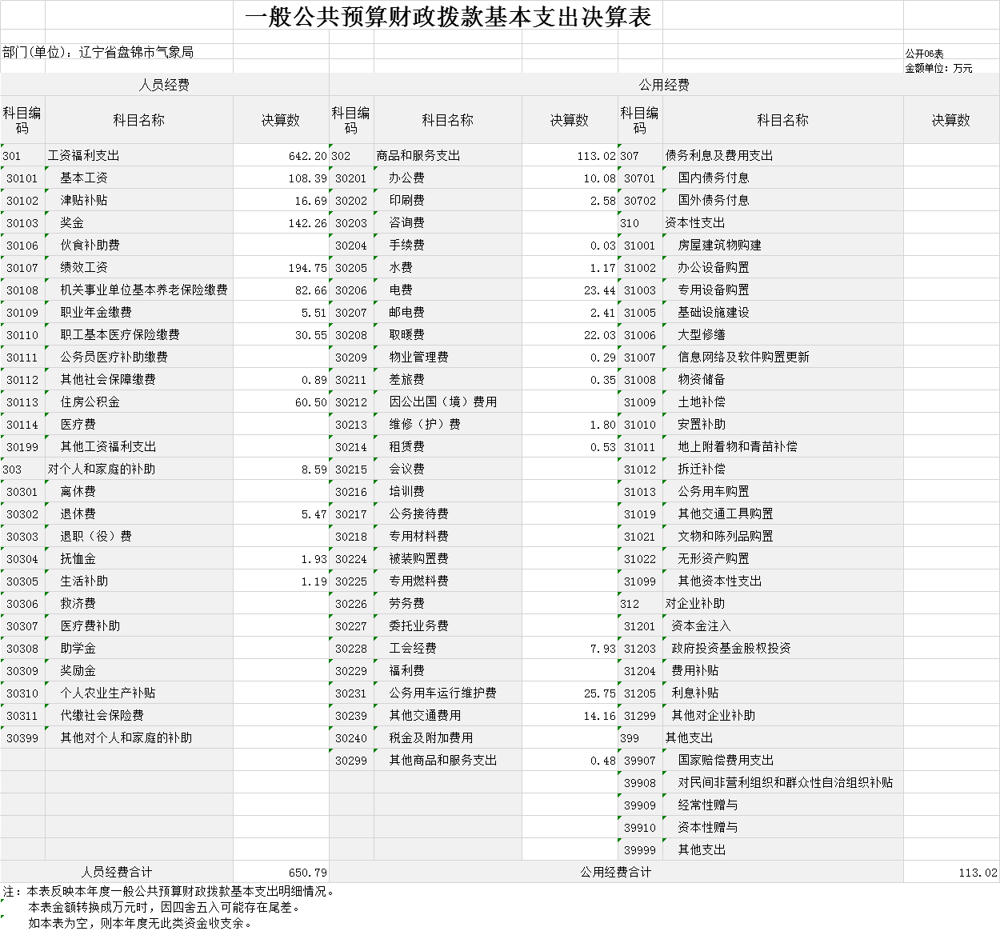 一般公共预算财政拨款基本支出决算表
部门(单位)：辽宁省盘锦市气象局
公开06表
金额单位：万元
人员经费 公用经费
科目编码 科目名称 决算数 科目编码 科目名称 决算数 科目编码 科目名称 决算数
301 工资福利支出 642.20 302 商品和服务支出 113.02 307 债务利息及费用支出
30101 基本工资 108.39 30201 办公费 10.08 30701 国内债务付息
30102 津贴补贴 16.69 30202 印刷费 2.58 30702 国外债务付息
30103 奖金 142.26 30203 咨询费 310 资本性支出
30106 伙食补助费 30204 手续费 0.03 31001 房屋建筑物购建
30107 绩效工资 194.75 30205 水费 1.17 31002 办公设备购置
30108 机关事业单位基本养老保险缴费 82.66 30206 电费 23.44 31003 专用设备购置
30109 职业年金缴费 5.51 30207 邮电费 2.41 31005 基础设施建设
30110 职工基本医疗保险缴费 30.55 30208 取暖费 22.03 31006 大型修缮
30111 公务员医疗补助缴费 30209 物业管理费 0.29 31007 信息网络及软件购置更新
30112 其他社会保障缴费 0.89 30211 差旅费 0.35 31008 物资储备
30113 住房公积金 60.50 30212 因公出国（境）费用 31009 土地补偿
30114 医疗费 30213 维修（护）费 1.80 31010 安置补助
30199 其他工资福利支出 30214 租赁费 0.53 31011 地上附着物和青苗补偿
303 对个人和家庭的补助 8.59 30215 会议费 31012 拆迁补偿
30301 离休费 30216 培训费 31013 公务用车购置
30302 退休费 5.47 30217 公务接待费 31019 其他交通工具购置
30303 退职（役）费 30218 专用材料费 31021 文物和陈列品购置
30304 抚恤金 1.93 30224 被装购置费 31022 无形资产购置
30305 生活补助 1.19 30225 专用燃料费 31099 其他资本性支出
30306 救济费 30226 劳务费 312 对企业补助
30307 医疗费补助 30227 委托业务费 31201 资本金注入
30308 助学金 30228 工会经费 7.93 31203 政府投资基金股权投资
30309 奖励金 30229 福利费 31204 费用补贴
30310 个人农业生产补贴 30231 公务用车运行维护费 25.75 31205 利息补贴
30311 代缴社会保险费 30239 其他交通费用 14.16 31299 其他对企业补助
30399 其他对个人和家庭的补助 30240 税金及附加费用 399 其他支出
30299 其他商品和服务支出 0.48 39907 国家赔偿费用支出
39908 对民间非营利组织和群众性自治组织补贴
39909 经常性赠与
39910 资本性赠与
39999 其他支出
人员经费合计 650.79 公用经费合计 113.02
注：本表反映本年度一般公共预算财政拨款基本支出明细情况。
本表金额转换成万元时，因四舍五入可能存在尾差。
如本表为空，则本年度无此类资金收支余。